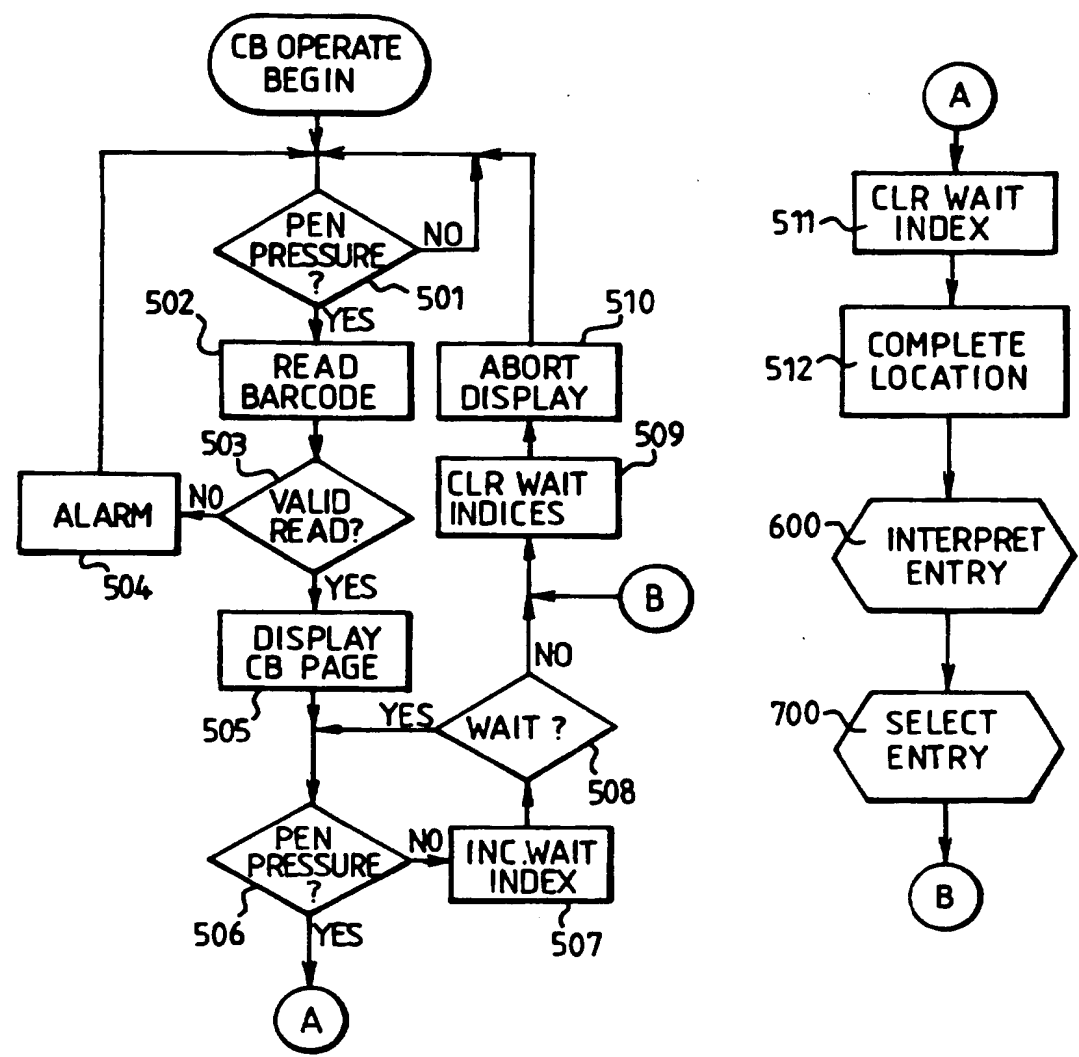 CB OPERATE
BEGIN
PEN
PRESSURE
?
NO
501
YES
502
READ
BARCODE
503
VALID
READ?
NO
ALARM
504
YES
DISPLAY
CB PAGE
505
PEN
PRESSURE
?
506
NO
YES
A
INC.WAIT
INDEX
507
WAIT ?
508
YES
NO
B
CLR WAIT
INDICES
509
ABORT
DISPLAY
510
A
CLR WAIT
INDEX
511
COMPLETE
LOCATION
512
INTERPRET
ENTRY
600
SELECT
ENTRY
700
B